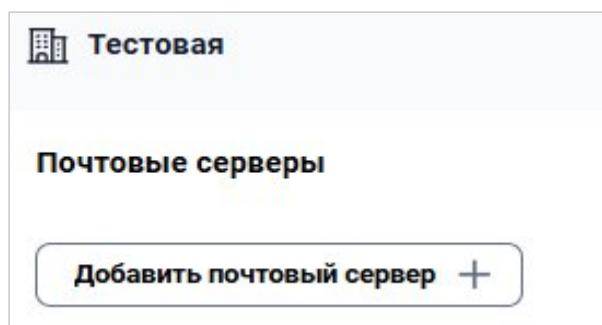 Тестовая
Почтовые серверы
Добавить почтовый сервер